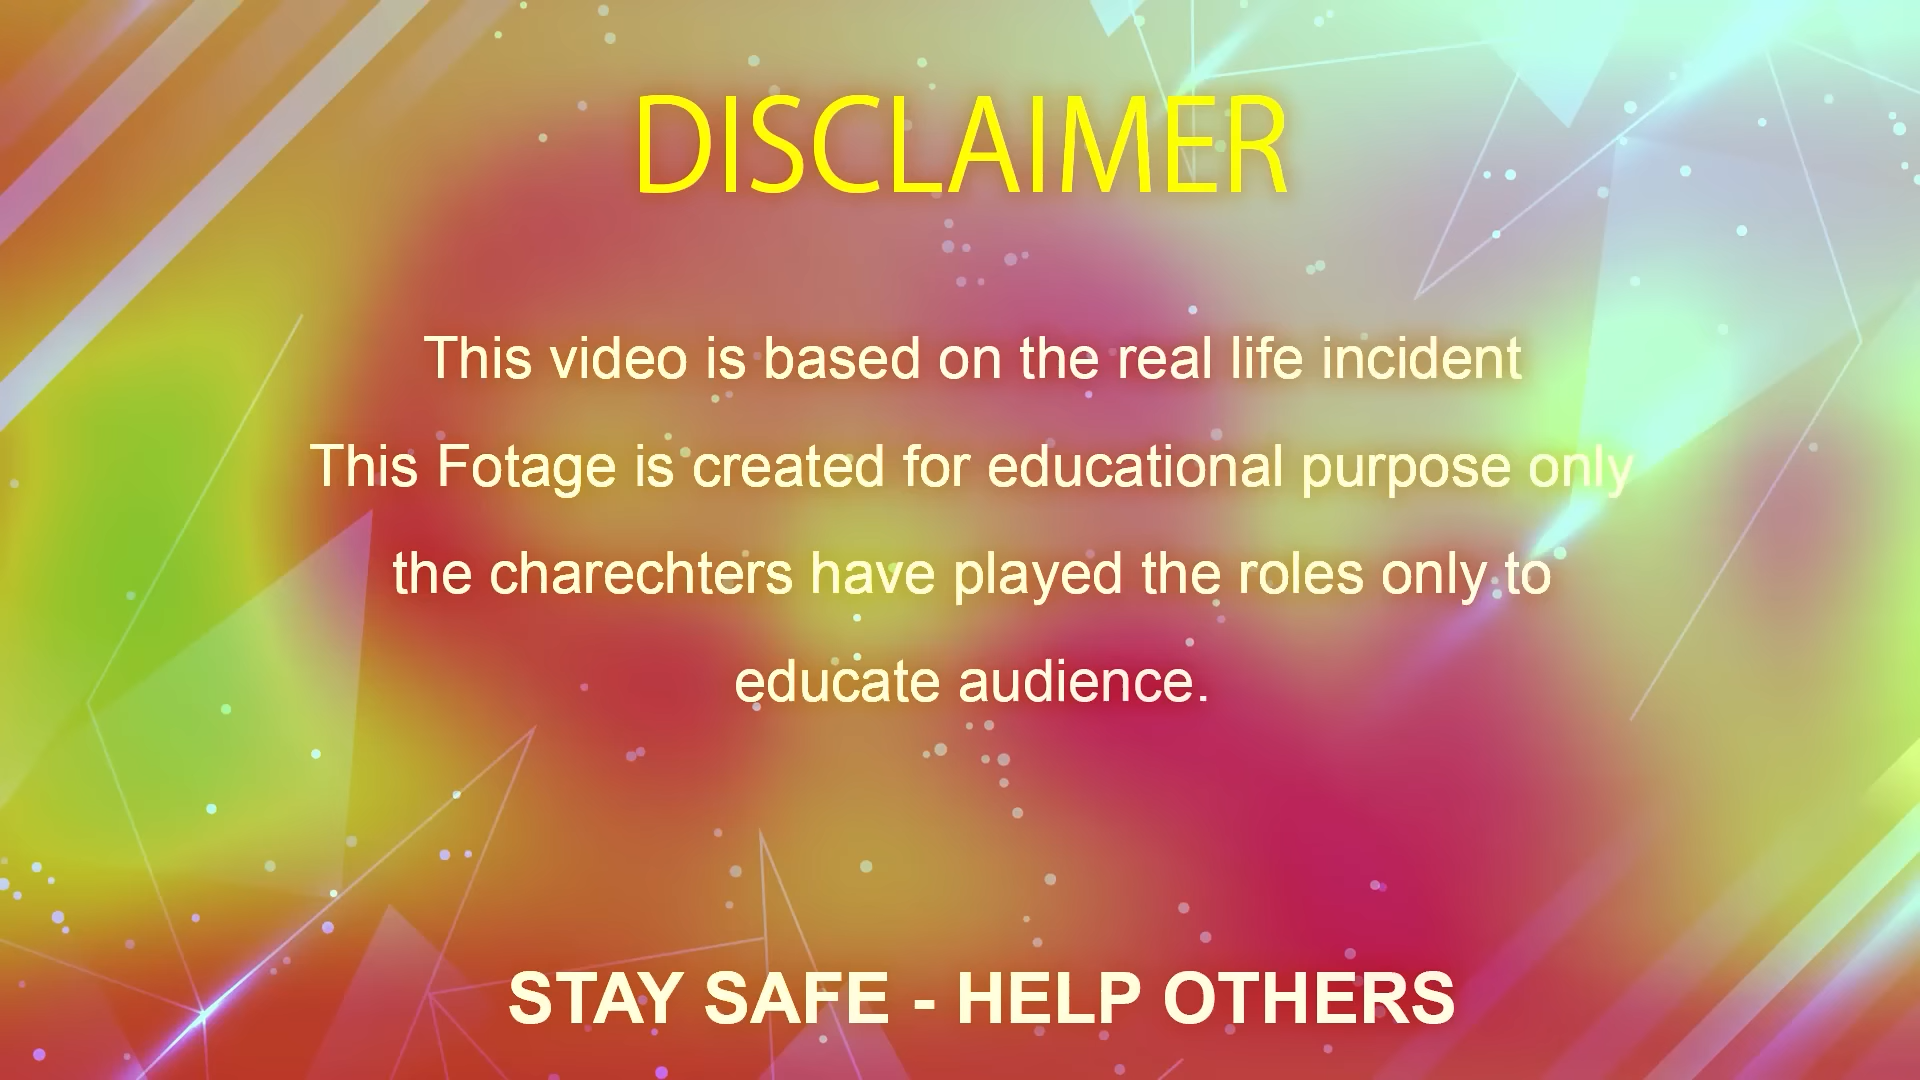 DISCLAIMER
This video is based on the real life incident
This Fotage is created for educational purpose only
the charechters have played the roles only to
educate audience.
STAY SAFE - HELP OTHERS